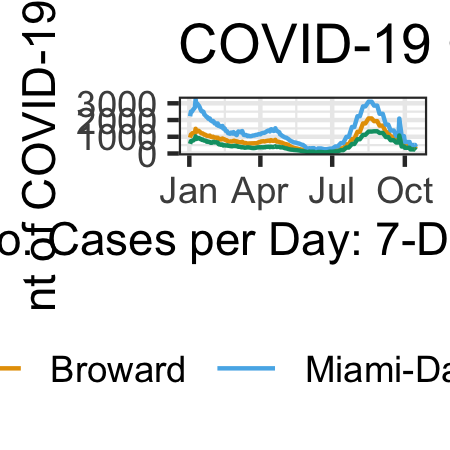 COVID-19
nt of COVID-19
3000
2000
1000
0
Jan Apr Jul Oct
o. Cases per Day: 7-D
Broward Miami-Da